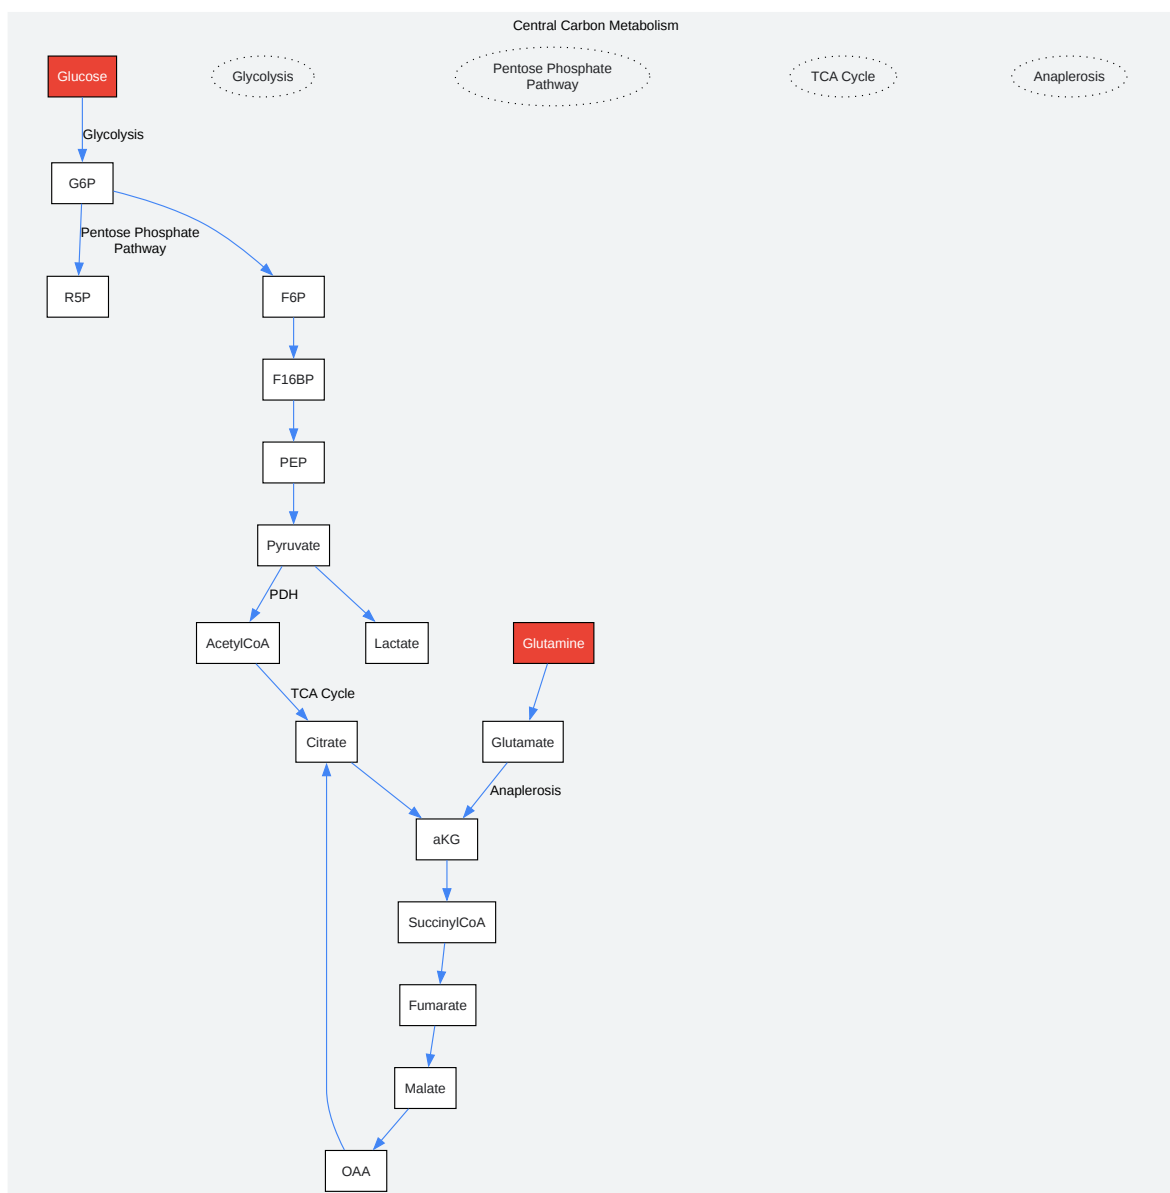 Central Carbon Metabolism
Glucose
Glycolysis
Pentose Phosphate
Pathway
TCA Cycle
Anaplerosis
Glycolysis
G6P
Pentose Phosphate
Pathway
R5P
F6P
F16BP
PEP
Pyruvate
PDH
AcetylCoA
Lactate
Glutamine
TCA Cycle
Citrate
Glutamate
Anaplerosis
aKG
SuccinylCoA
Fumarate
Malate
OAA